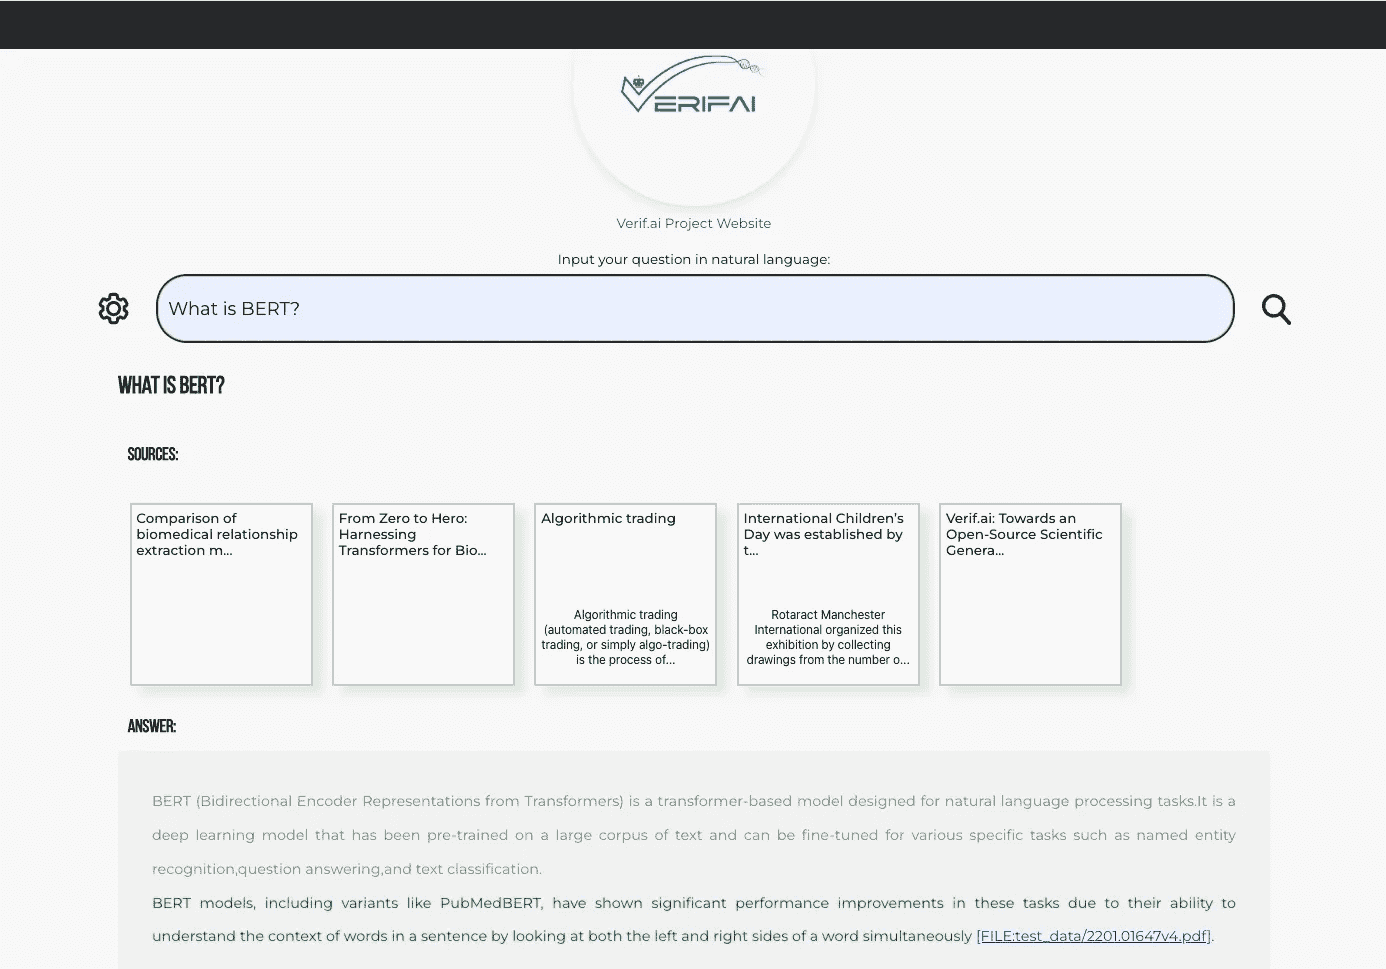 VERIFAI
Verif.ai Project Website
Input your question in natural language:
What is BERT?
WHAT IS BERT?
SOURCES:
Comparison of
biomedical relationship
extraction m...
From Zero to Hero:
Harnessing
Transformers for Bio...
Algorithmic trading
Algorithmic trading
(automated trading, black-box
trading, or simply algo-trading)
is the process of...
International Children's
Day was established by
t...
Rotaract Manchester
International organized this
exhibition by collecting
drawings from the number o...
Verif.ai: Towards an
Open-Source Scientific
Genera...
ANSWER:
BERT (Bidirectional Encoder Representations from Transformers) is a transformer-based model designed for natural language processing tasks.It is a
deep learning model that has been pre-trained on a large corpus of text and can be fine-tuned for various specific tasks such as named entity
recognition,question answering,and text classification.
BERT models, including variants like PubMedBERT, have shown significant performance improvements in these tasks due to their ability to
understand the context of words in a sentence by looking at both the left and right sides of a word simultaneously [FILE:test_data/2201.01647v4.pdf].